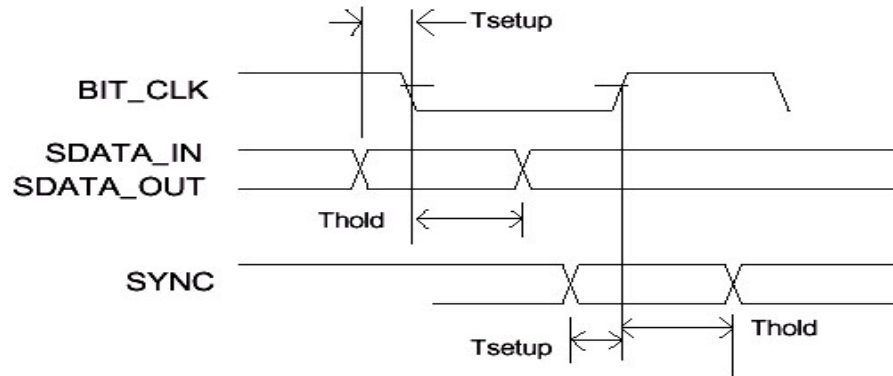 Tsetup
BIT_CLK
SDATA_IN
SDATA_OUT
Thold
SYNC
Thold
Tsetup